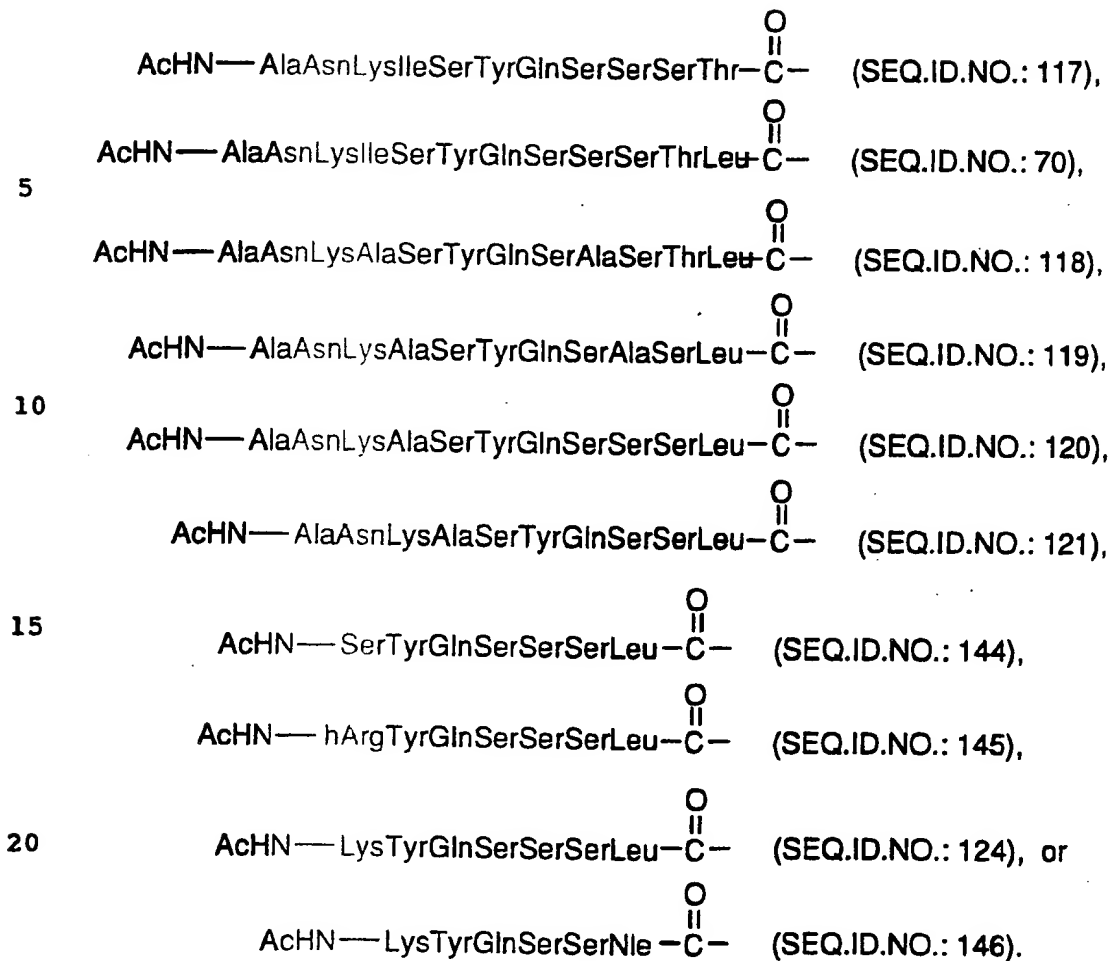 O
||
AcHN— AlaAsnLysIleSerTyrGlnSerSerSerThr–C– (SEQ.ID.NO.: 117),
O
||
AcHN— AlaAsnLysIleSerTyrGlnSerSerSerThrLeu–C– (SEQ.ID.NO.: 70),
5
O
||
AcHN— AlaAsnLysAlaSerTyrGlnSerAlaSerThrLeu–C– (SEQ.ID.NO.: 118),
O
||
AcHN— AlaAsnLysAlaSerTyrGlnSerAlaSerLeu–C– (SEQ.ID.NO.: 119),
10
O
||
AcHN— AlaAsnLysAlaSerTyrGlnSerSerSerLeu–C– (SEQ.ID.NO.: 120),
O
||
AcHN— AlaAsnLysAlaSerTyrGlnSerSerLeu–C– (SEQ.ID.NO.: 121),
15
O
||
AcHN— SerTyrGlnSerSerSerLeu–C– (SEQ.ID.NO.: 144),
O
||
AcHN— hArgTyrGlnSerSerSerLeu–C– (SEQ.ID.NO.: 145),
O
||
20
AcHN— LysTyrGlnSerSerSerLeu–C– (SEQ.ID.NO.: 124), or
O
||
AcHN— LysTyrGlnSerSerNle –C– (SEQ.ID.NO.: 146).